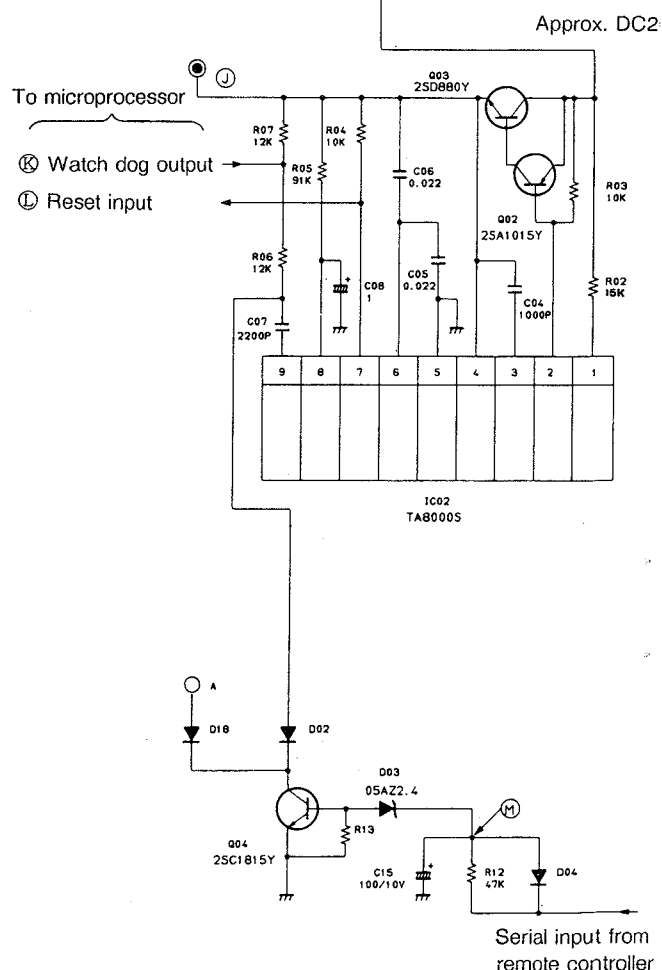 Approx. DC2
Ⓙ
Q03
2SD880Y
To microprocessor
R07
12K
R04
10K
R05
91K
C06
0.022
R03
10K
Ⓚ Watch dog output
Ⓛ Reset input
Q02
2SA1015Y
R06
12K
C05
0.022
C08
1
+
C04
1000P
R02
15K
C07
2200P
9 8 7 6 5 4 3 2 1
IC02
TA8000S
A
D18
D02
D03
05AZ2.4
Ⓜ
R13
Q04
2SC1815Y
C15
100/10V
+
R12
47K
D04
Serial input from
remote controller